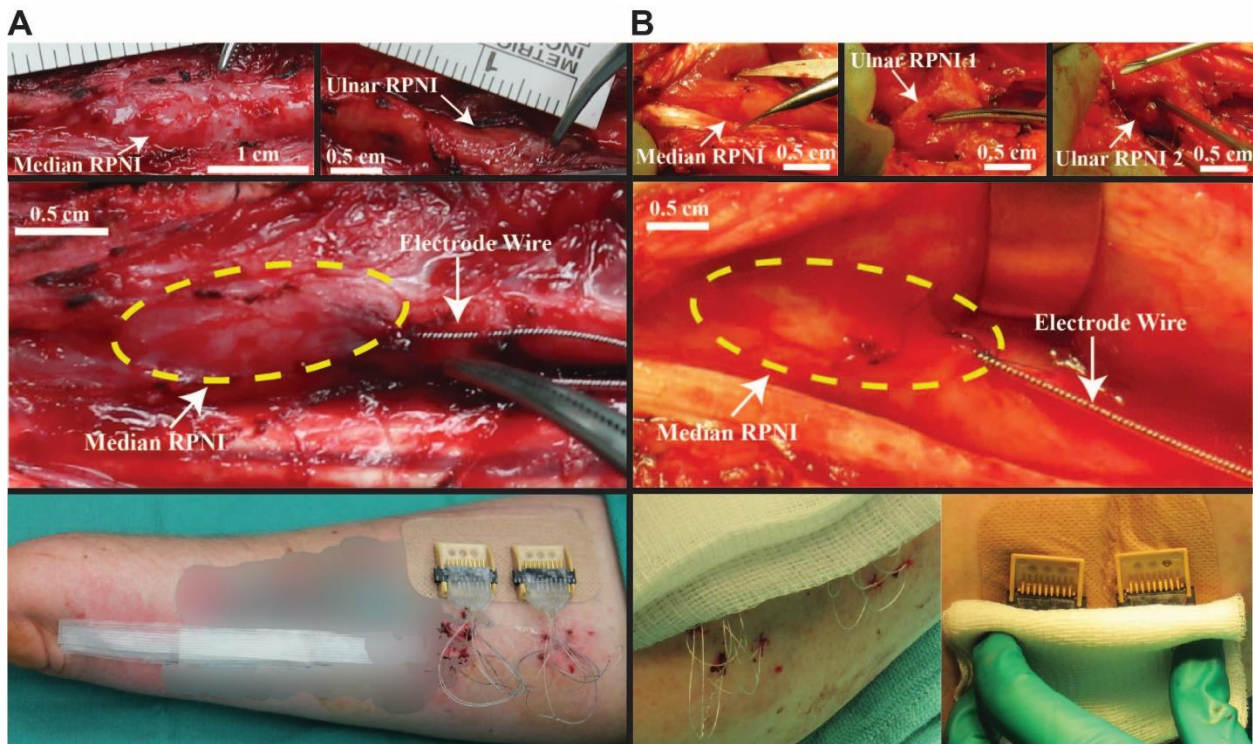 A
B
METRIC
1
INC
Median RPNI
1 cm
Ulnar RPNI
0.5 cm
Median RPNI
0.5 cm
Ulnar RPNI 1
0.5 cm
Ulnar RPNI 2
0.5 cm
0.5 cm
Electrode Wire
Median RPNI
0.5 cm
Electrode Wire
Median RPNI